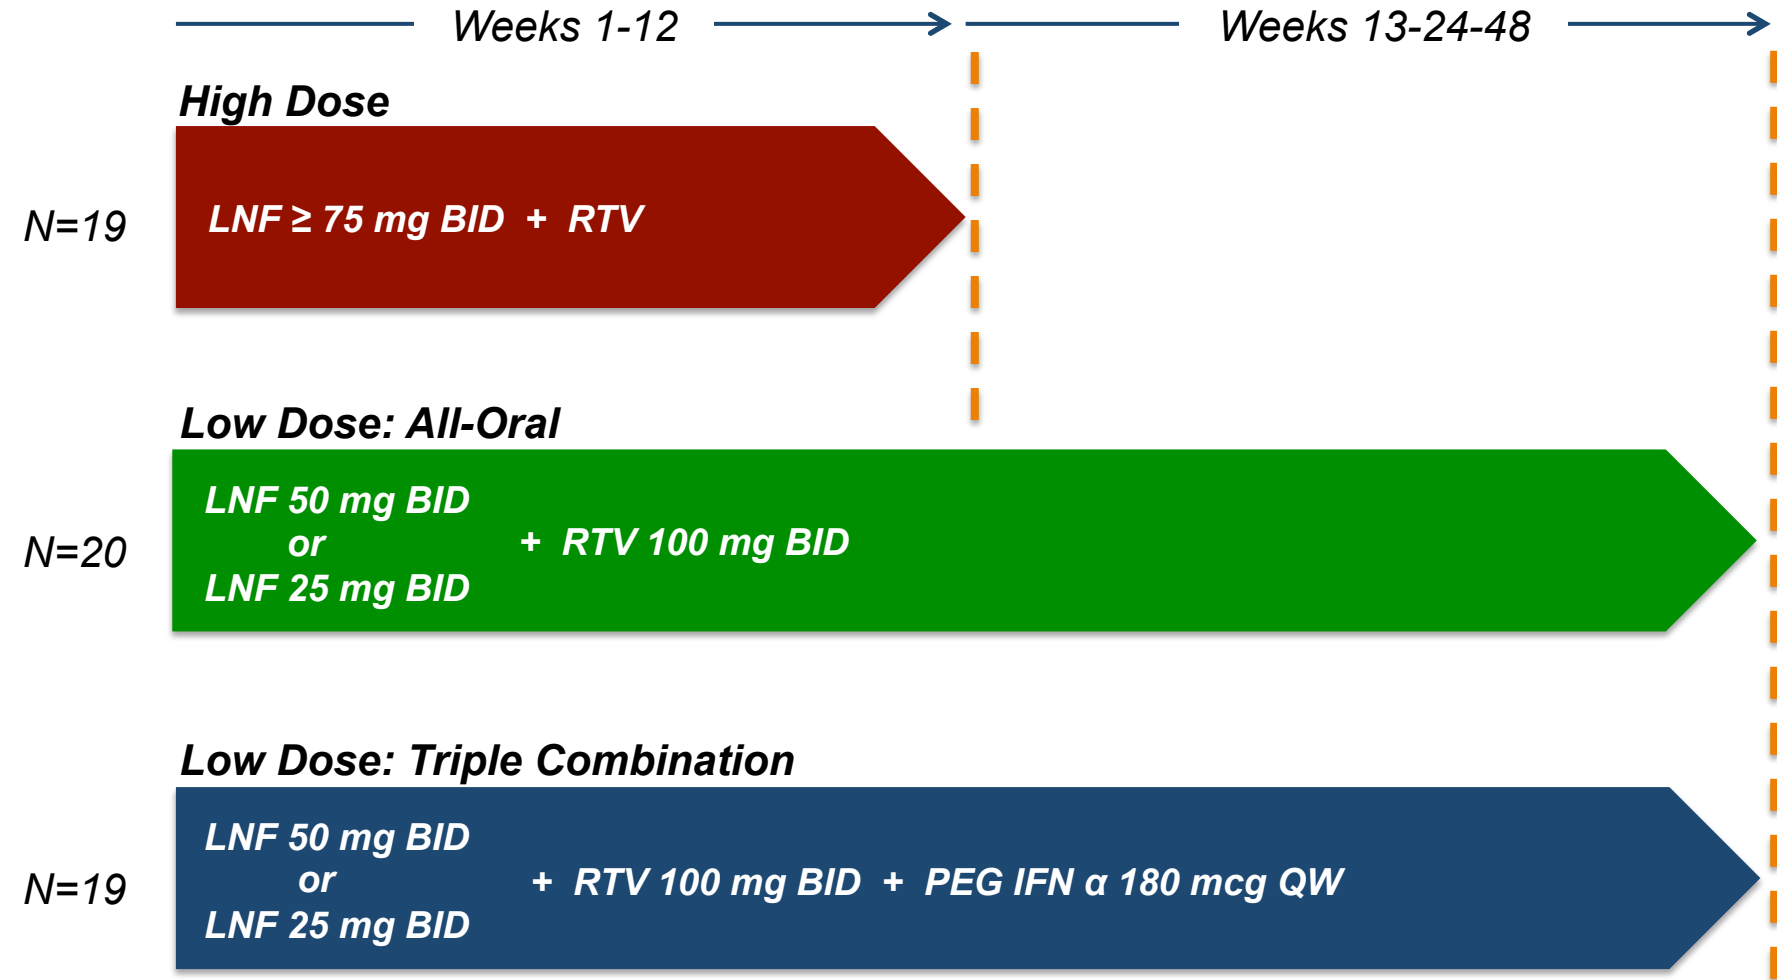 Weeks 1-12
Weeks 13-24-48
High Dose
N=19
LNF ≥ 75 mg BID + RTV
Low Dose: All-Oral
N=20
LNF 50 mg BID
or
LNF 25 mg BID
+ RTV 100 mg BID
Low Dose: Triple Combination
N=19
LNF 50 mg BID
or
LNF 25 mg BID
+ RTV 100 mg BID + PEG IFN α 180 mcg QW